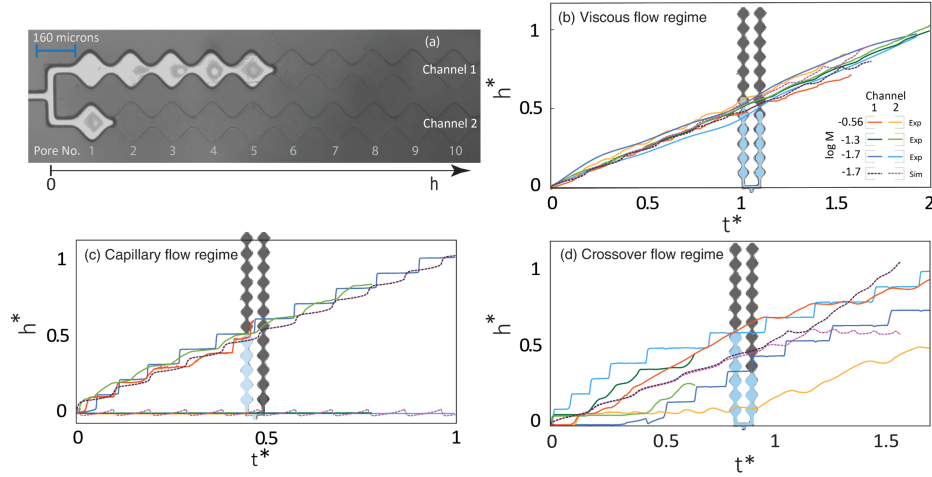 160 microns
(a)
Channel 1
Channel 2
Pore No. 1 2 3 4 5 6 7 8 9 10
0
h
(b) Viscous flow regime
h*
1
0.5
0
0 0.5 1 1.5 2
t*
Channel
1 2
log M
-0.56 Exp
-1.3 Exp
-1.7 Exp
-1.7 Sim
(c) Capillary flow regime
h*
1
0.5
0
0 0.5 1
t*
(d) Crossover flow regime
h*
1
0.5
0
0 0.5 1 1.5
t*